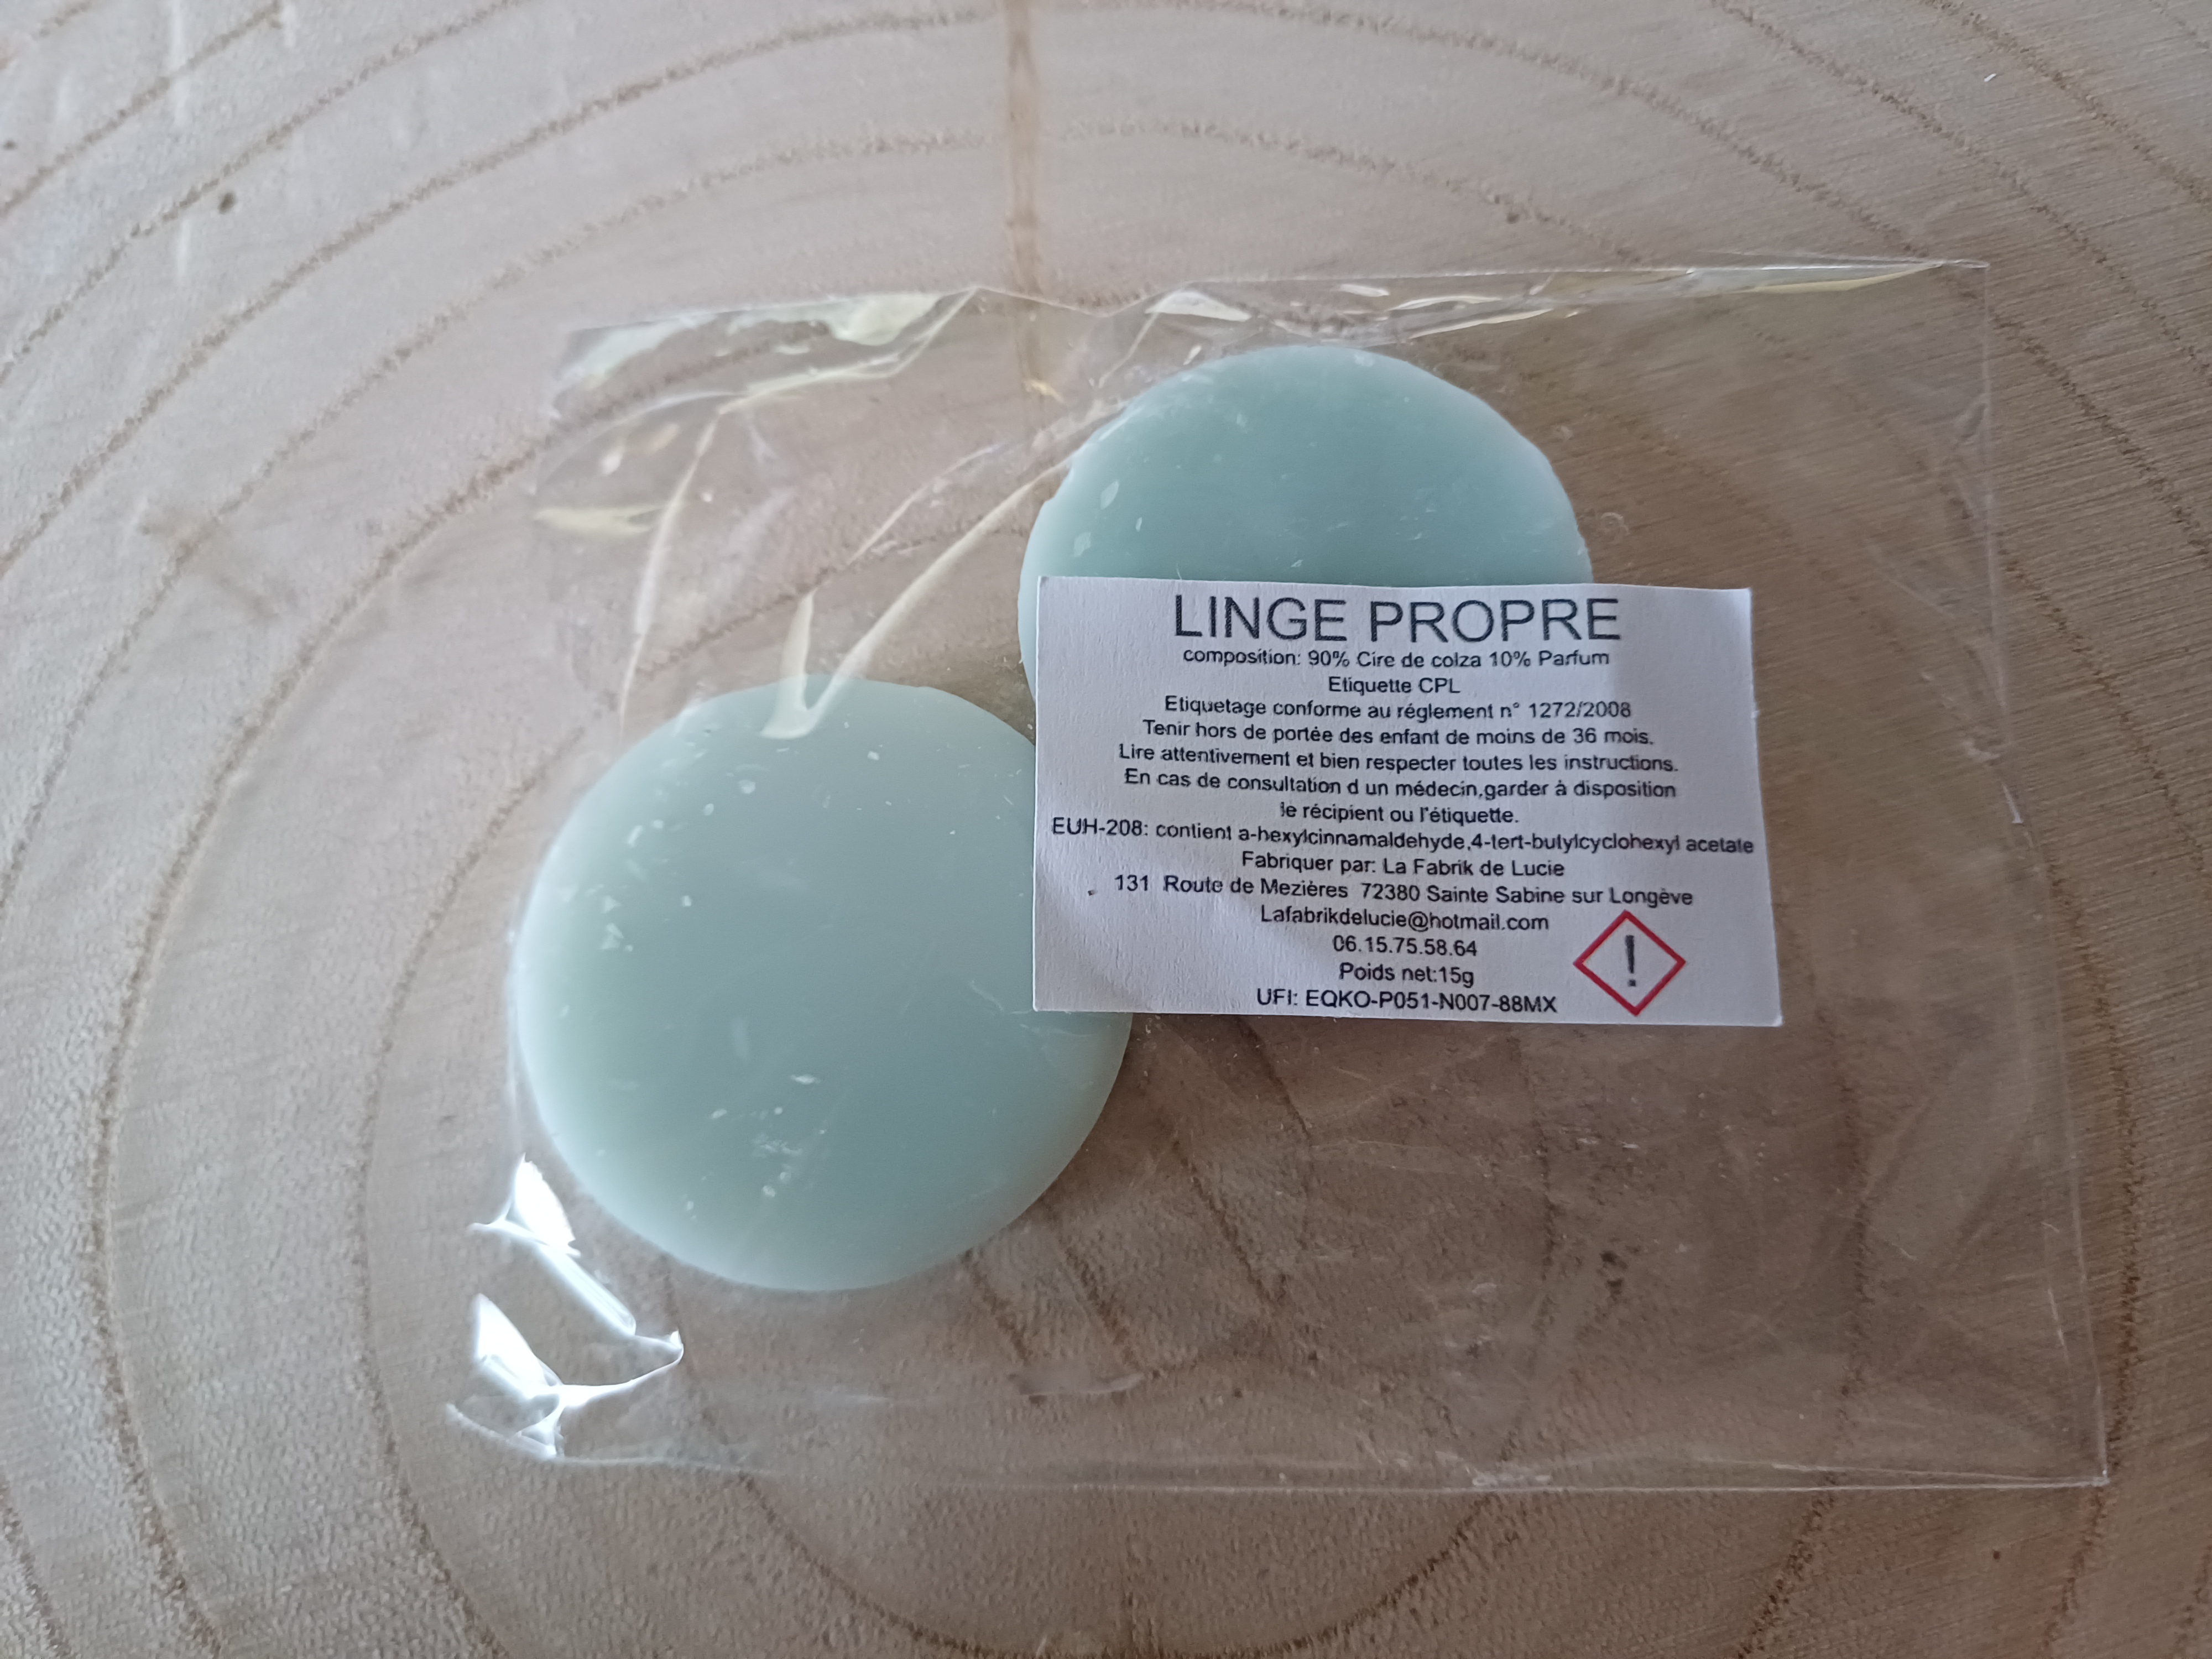 LINGE PROPRE
composition: 90% Cire de colza 10% Parfum
Etiquette CPL
Etiquetage conforme au réglement n° 1272/2008
Tenir hors de portée des enfant de moins de 36 mois.
Lire attentivement et bien respecter toutes les instructions.
En cas de consultation d un médecin,garder à disposition
le récipient ou l'étiquette.
EUH-208: contient a-hexylcinnamaldehyde,4-tert-butylcyclohexyl acetate
Fabriquer par: La Fabrik de Lucie
131 Route de Mezières 72380 Sainte Sabine sur Longève
Lafabrikdelucie@hotmail.com
06.15.75.58.64
Poids net:15g
UFI: EQKO-P051-N007-88MX
!